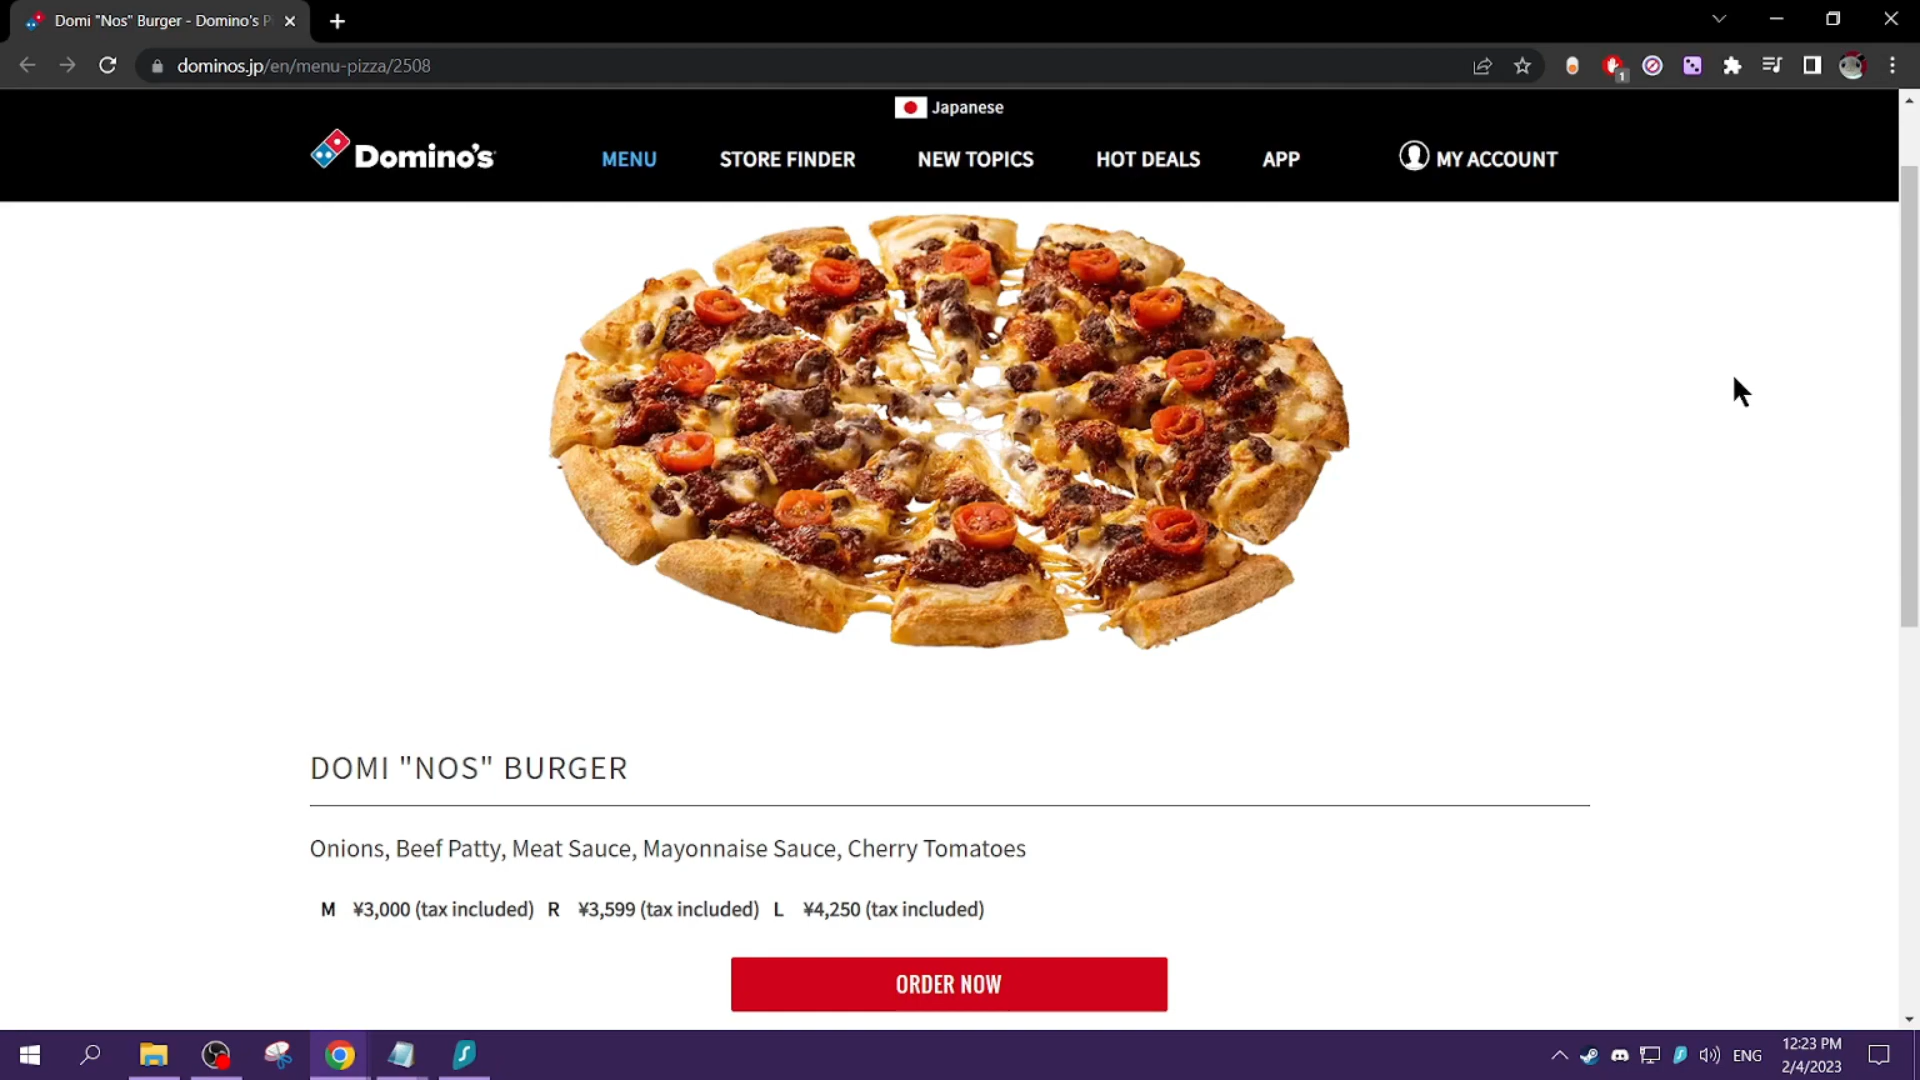 Domi "Nos" Burger - Domino's P
dominos.jp/en/menu-pizza/2508
1
Japanese
Domino's
MENU
STORE FINDER
NEW TOPICS
HOT DEALS
APP
MY ACCOUNT
DOMI "NOS" BURGER
Onions, Beef Patty, Meat Sauce, Mayonnaise Sauce, Cherry Tomatoes
M ¥3,000 (tax included) R ¥3,599 (tax included) L ¥4,250 (tax included)
ORDER NOW
ENG
12:23 PM
2/4/2023